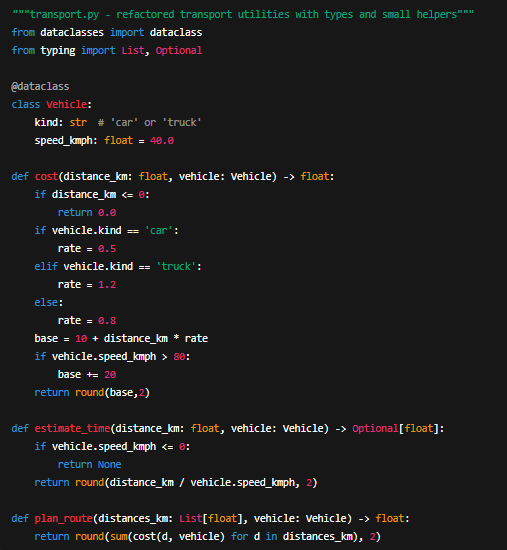 """transport.py - refactored transport utilities with types and small helpers"""
from dataclasses import dataclass
from typing import List, Optional

@dataclass
class Vehicle:
    kind: str  # 'car' or 'truck'
    speed_kmph: float = 40.0

def cost(distance_km: float, vehicle: Vehicle) -> float:
    if distance_km <= 0:
        return 0.0
    if vehicle.kind == 'car':
        rate = 0.5
    elif vehicle.kind == 'truck':
        rate = 1.2
    else:
        rate = 0.8
    base = 10 + distance_km * rate
    if vehicle.speed_kmph > 80:
        base += 20
    return round(base,2)

def estimate_time(distance_km: float, vehicle: Vehicle) -> Optional[float]:
    if vehicle.speed_kmph <= 0:
        return None
    return round(distance_km / vehicle.speed_kmph, 2)

def plan_route(distances_km: List[float], vehicle: Vehicle) -> float:
    return round(sum(cost(d, vehicle) for d in distances_km), 2)